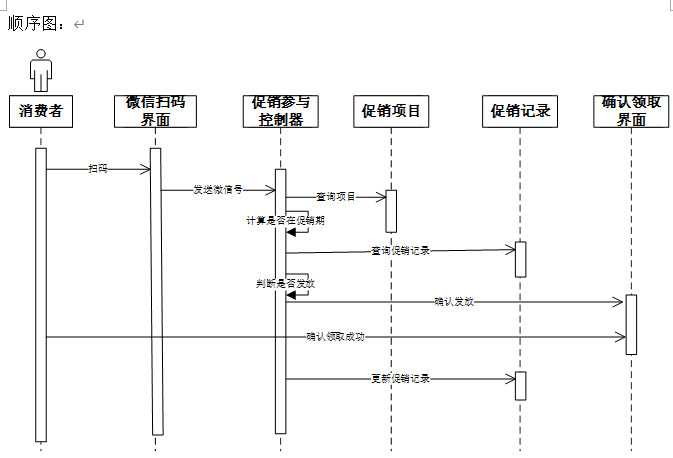 顺序图：
消费者
微信扫码
界面
促销参与
控制器
促销项目
促销记录
确认领取
界面
扫码
发送微信号
查询项目
计算是否在促销期
查询促销记录
判断是否发放
确认发放
确认领取成功
更新促销记录